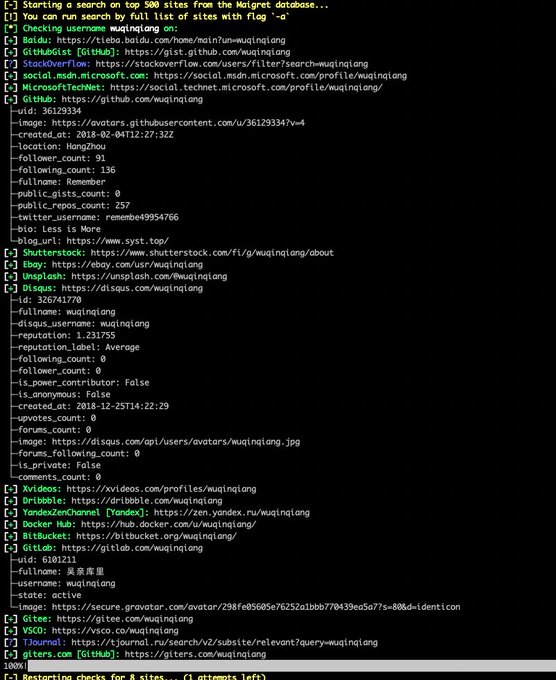 [-] Starting a search on top 500 sites from the Maigret database...
[!] You can run search by full list of sites with flag `-a`
[*] Checking username wuqinqiang on:
[+] Baidu: https://tieba.baidu.com/home/main?un=wuqinqiang
[+] GitHubGist [GitHub]: https://gist.github.com/wuqinqiang
[?] StackOverflow: https://stackoverflow.com/users/filter?search=wuqinqiang
[+] social.msdn.microsoft.com: https://social.msdn.microsoft.com/profile/wuqinqiang
[+] MicrosoftTechNet: https://social.technet.microsoft.com/profile/wuqinqiang/
[+] GitHub: https://github.com/wuqinqiang
├─uid: 36129334
├─image: https://avatars.githubusercontent.com/u/36129334?v=4
├─created_at: 2018-02-04T12:27:32Z
├─location: HangZhou
├─follower_count: 91
├─following_count: 136
├─fullname: Remember
├─public_gists_count: 0
├─public_repos_count: 257
├─twitter_username: remembe49954766
├─bio: Less is More
└─blog_url: https://www.syst.top/
[+] Shutterstock: https://www.shutterstock.com/fi/g/wuqinqiang/about
[+] Ebay: https://ebay.com/usr/wuqinqiang
[+] Unsplash: https://unsplash.com/@wuqinqiang
[+] Disqus: https://disqus.com/wuqinqiang
├─id: 326741770
├─fullname: wuqinqiang
├─disqus_username: wuqinqiang
├─reputation: 1.231755
├─reputation_label: Average
├─following_count: 0
├─follower_count: 0
├─is_power_contributor: False
├─is_anonymous: False
├─created_at: 2018-12-25T14:22:29
├─upvotes_count: 0
├─forums_count: 0
├─image: https://disqus.com/api/users/avatars/wuqinqiang.jpg
├─forums_following_count: 0
├─is_private: False
└─comments_count: 0
[+] Xvideos: https://xvideos.com/profiles/wuqinqiang
[+] Dribbble: https://dribbble.com/wuqinqiang
[+] YandexZenChannel [Yandex]: https://zen.yandex.ru/wuqinqiang
[+] Docker Hub: https://hub.docker.com/u/wuqinqiang/
[+] BitBucket: https://bitbucket.org/wuqinqiang/
[+] GitLab: https://gitlab.com/wuqinqiang
├─uid: 6101211
├─fullname: 吴亲库里
├─username: wuqinqiang
├─state: active
└─image: https://secure.gravatar.com/avatar/298fe05605e76252a1bbb770439ea5a7?s=80&d=identicon
[+] Gitee: https://gitee.com/wuqinqiang
[+] VSCO: https://vsco.co/wuqinqiang
[?] TJournal: https://tjournal.ru/search/v2/subsite/relevant?query=wuqinqiang
[+] giters.com [GitHub]: https://giters.com/wuqinqiang
100%|
[-] Restarting checks for 8 sites... (1 attempts left)